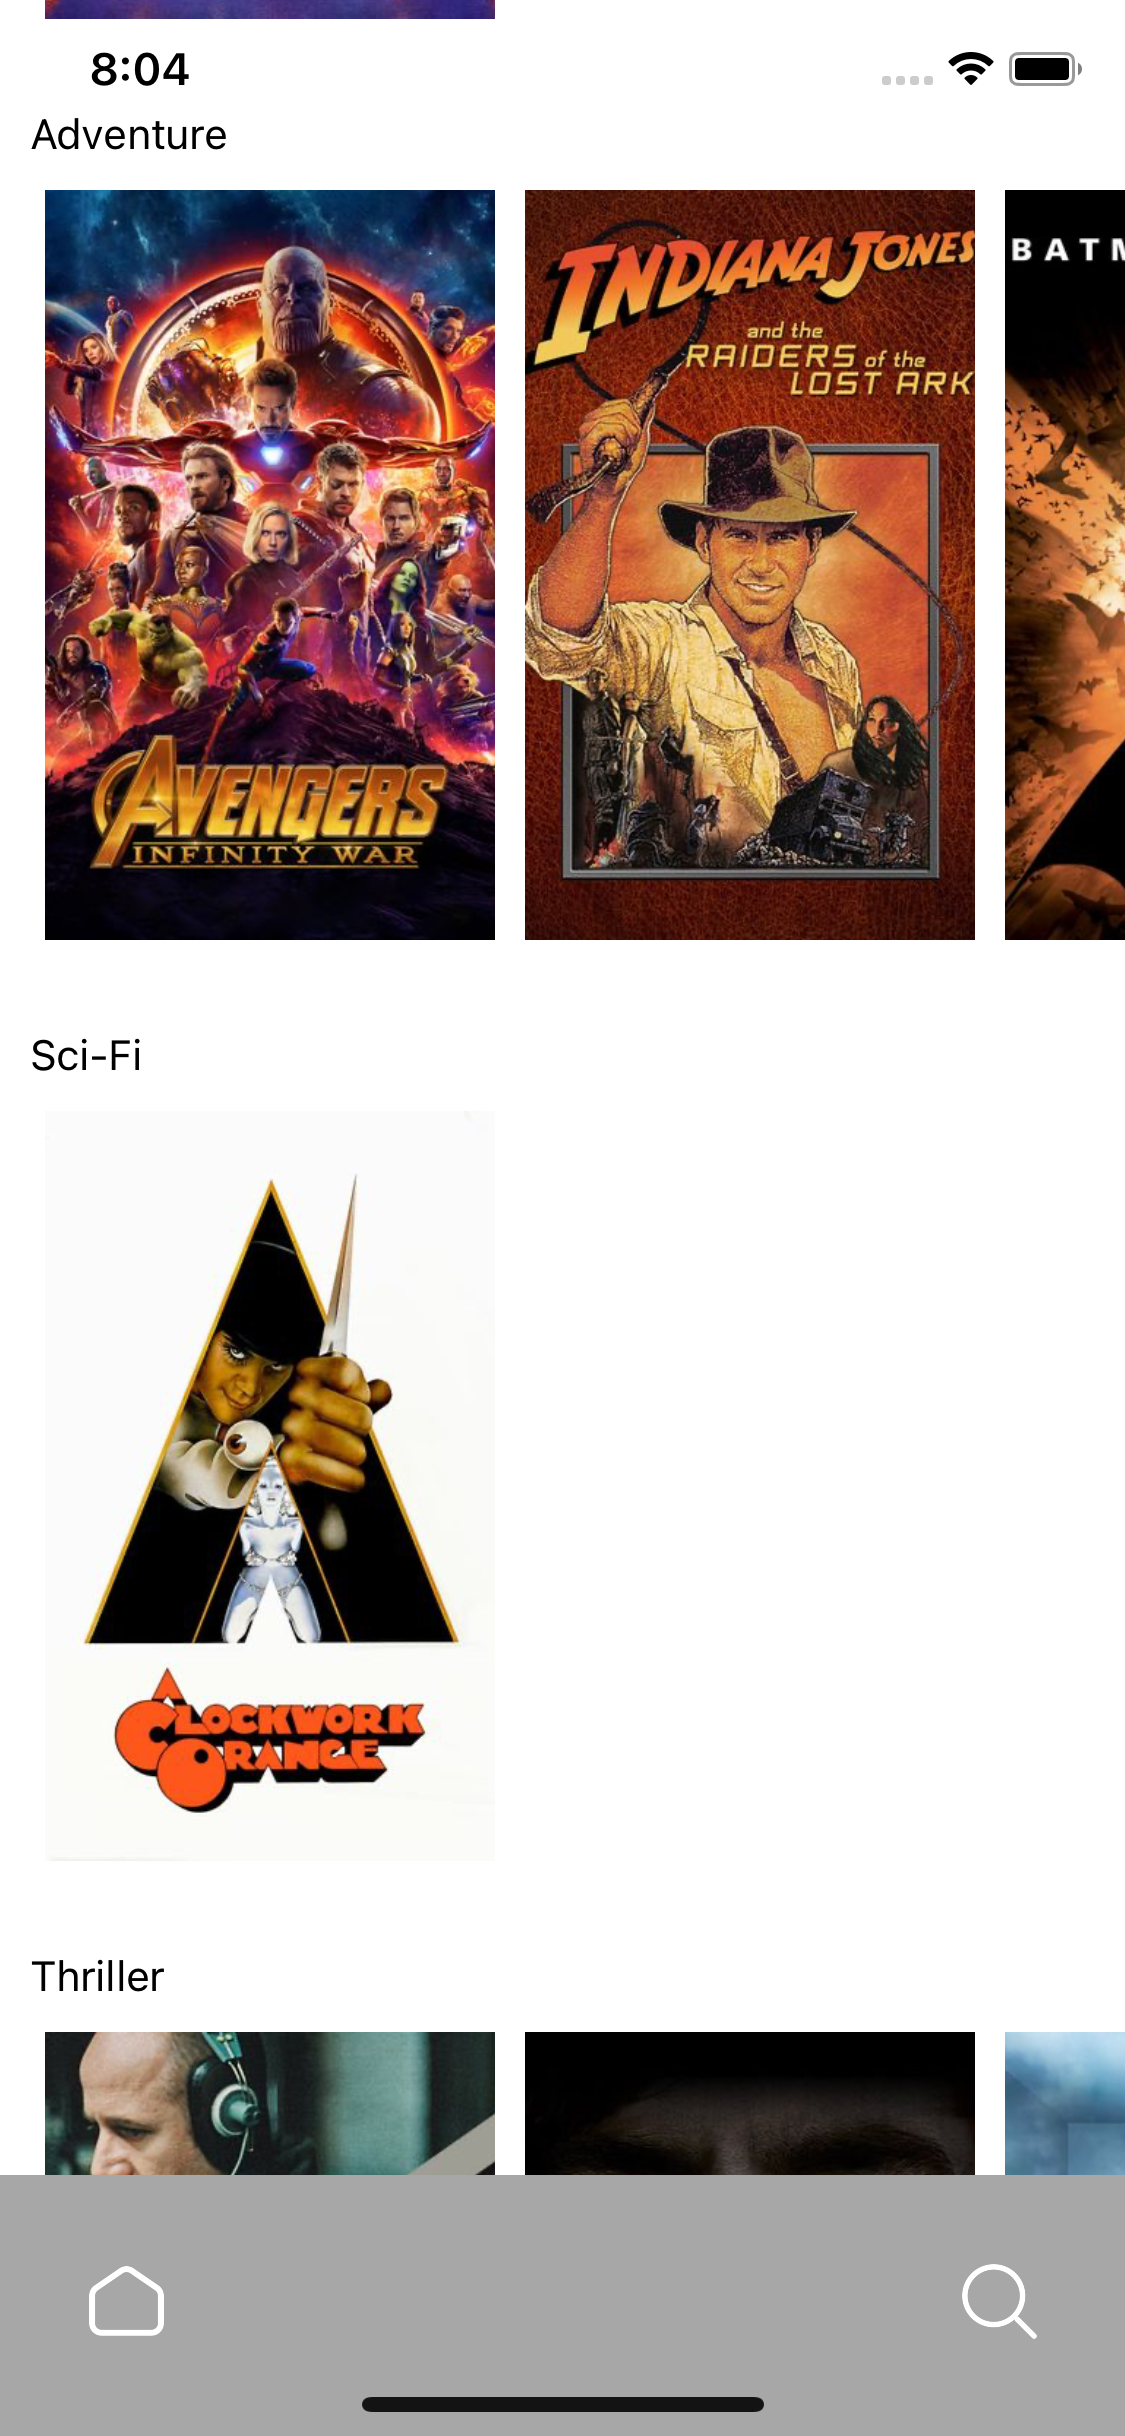 8:04
Adventure
INDIANA JONES
and the
RAIDERS of the
LOST ARK
AVENGERS
INFINITY WAR
Sci-Fi
A
CLOCKWORK
ORANGE
Thriller